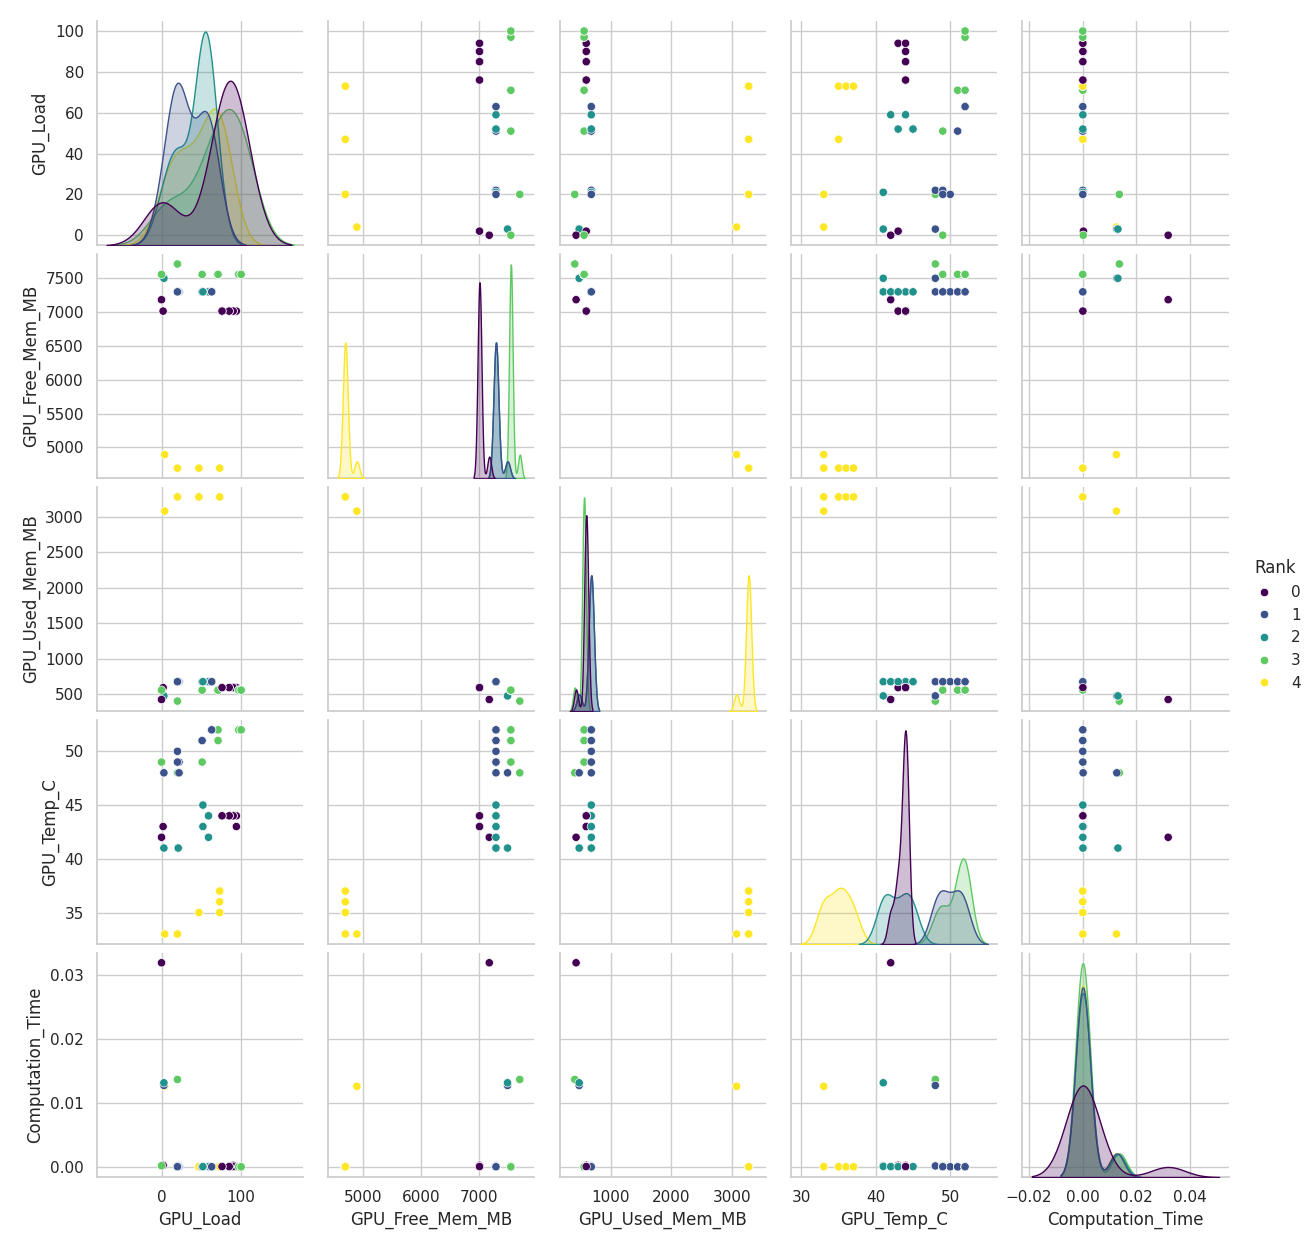 100
80
60
40
20
0
GPU_Load
7500
7000
6500
6000
5500
5000
GPU_Free_Mem_MB
3000
2500
2000
1500
1000
500
GPU_Used_Mem_MB
Rank
0
1
2
3
4
50
45
40
35
GPU_Temp_C
0.03
0.02
0.01
0.00
Computation_Time
0 100
5000 6000 7000
1000 2000 3000
30 40 50
−0.02 0.00 0.02 0.04
GPU_Load
GPU_Free_Mem_MB
GPU_Used_Mem_MB
GPU_Temp_C
Computation_Time